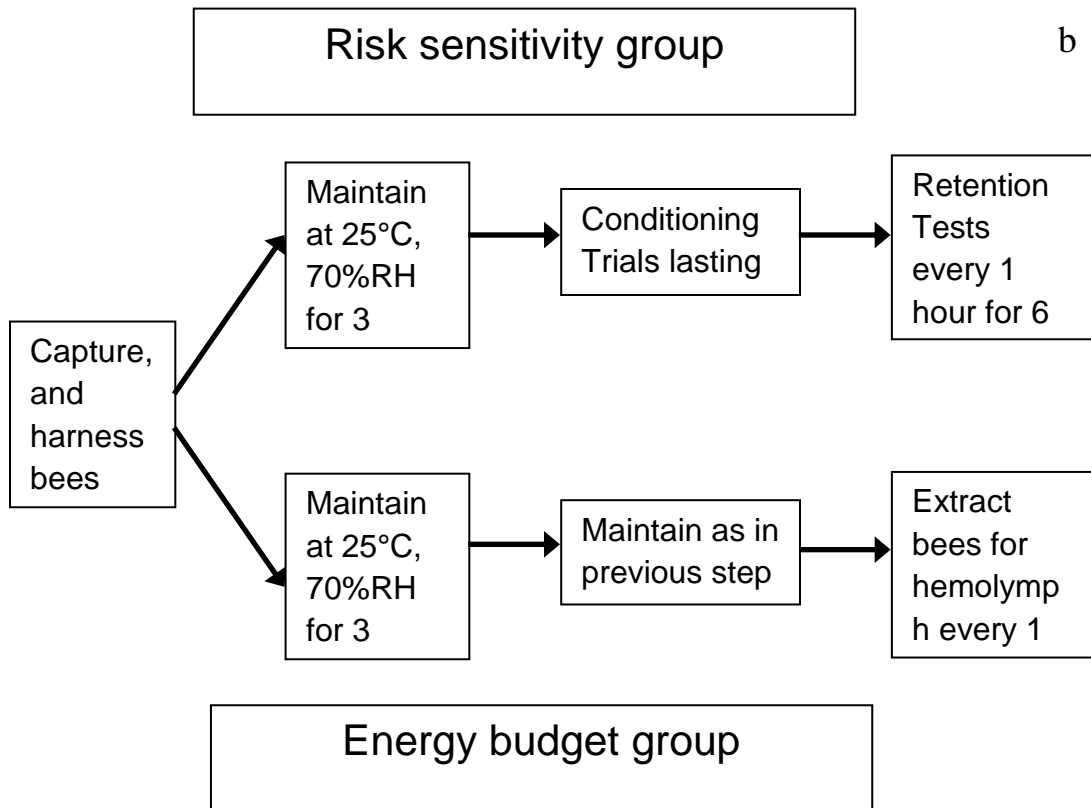 Risk sensitivity group
b
Maintain
at 25°C,
70%RH
for 3
Conditioning
Trials lasting
Retention
Tests
every 1
hour for 6
Capture,
and
harness
bees
Maintain
at 25°C,
70%RH
for 3
Maintain as in
previous step
Extract
bees for
hemolymp
h every 1
Energy budget group